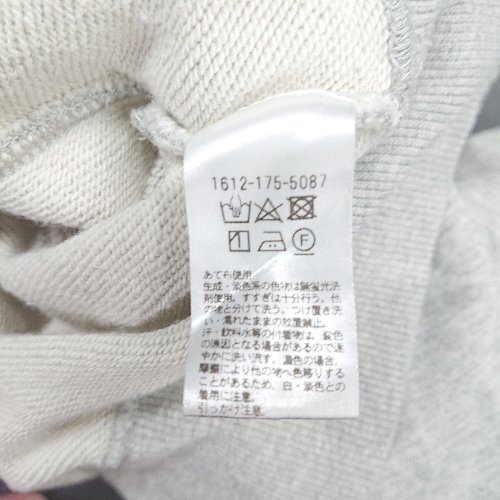 1612-175-5087
F
あて布使用
生成・淡色系の色物は無蛍光洗
剤使用。すすぎは十分行う。他
の物と分けて洗う。つけ置き洗
い・濡れたままの放置禁止。
汗・飲料水等の付着物は、変色
の原因となる場合があるので速
やかに洗い流す。濃色の場合、
摩擦により他の物へ色移りする
ことがあるため、白・淡色との
着用に注意。
引っかけ注意